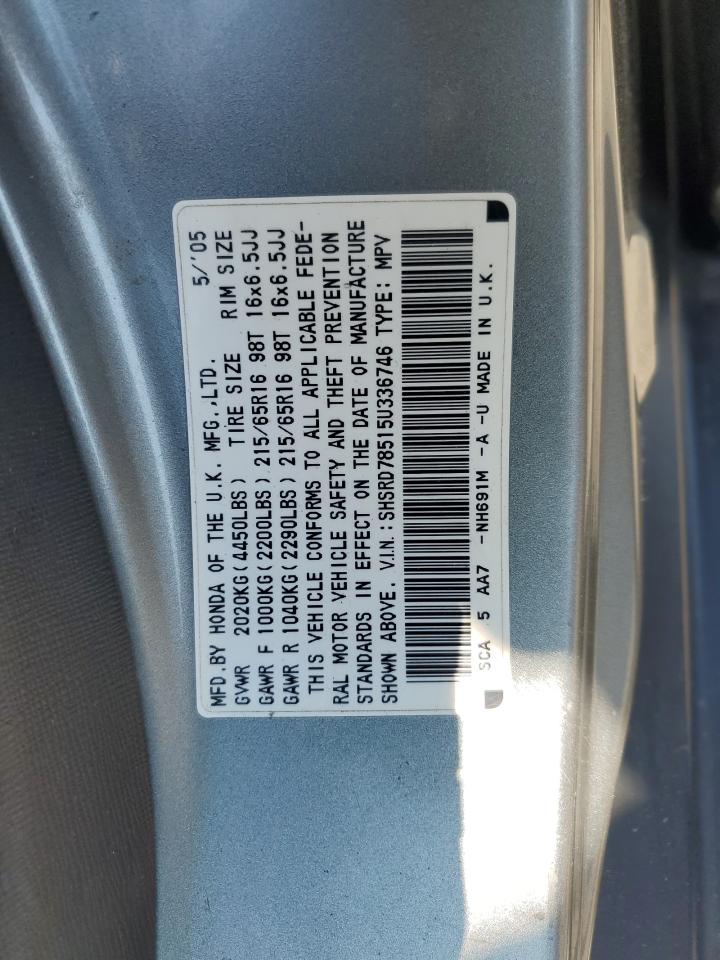 MFD.BY HONDA OF THE U.K. MFG.,LTD. 5/'05
GVWR 2020KG(4450LBS) TIRE SIZE RIM SIZE
GAWR F 1000KG(2200LBS) 215/65R16 98T 16x6.5JJ
GAWR R 1040KG(2290LBS) 215/65R16 98T 16x6.5JJ
THIS VEHICLE CONFORMS TO ALL APPLICABLE FEDE-
RAL MOTOR VEHICLE SAFETY AND THEFT PREVENTION
STANDARDS IN EFFECT ON THE DATE OF MANUFACTURE
SHOWN ABOVE. V.I.N.:SHSRD78515U336746 TYPE: MPV
SCA 5 AA7 -NH691M -A -U MADE IN U.K.